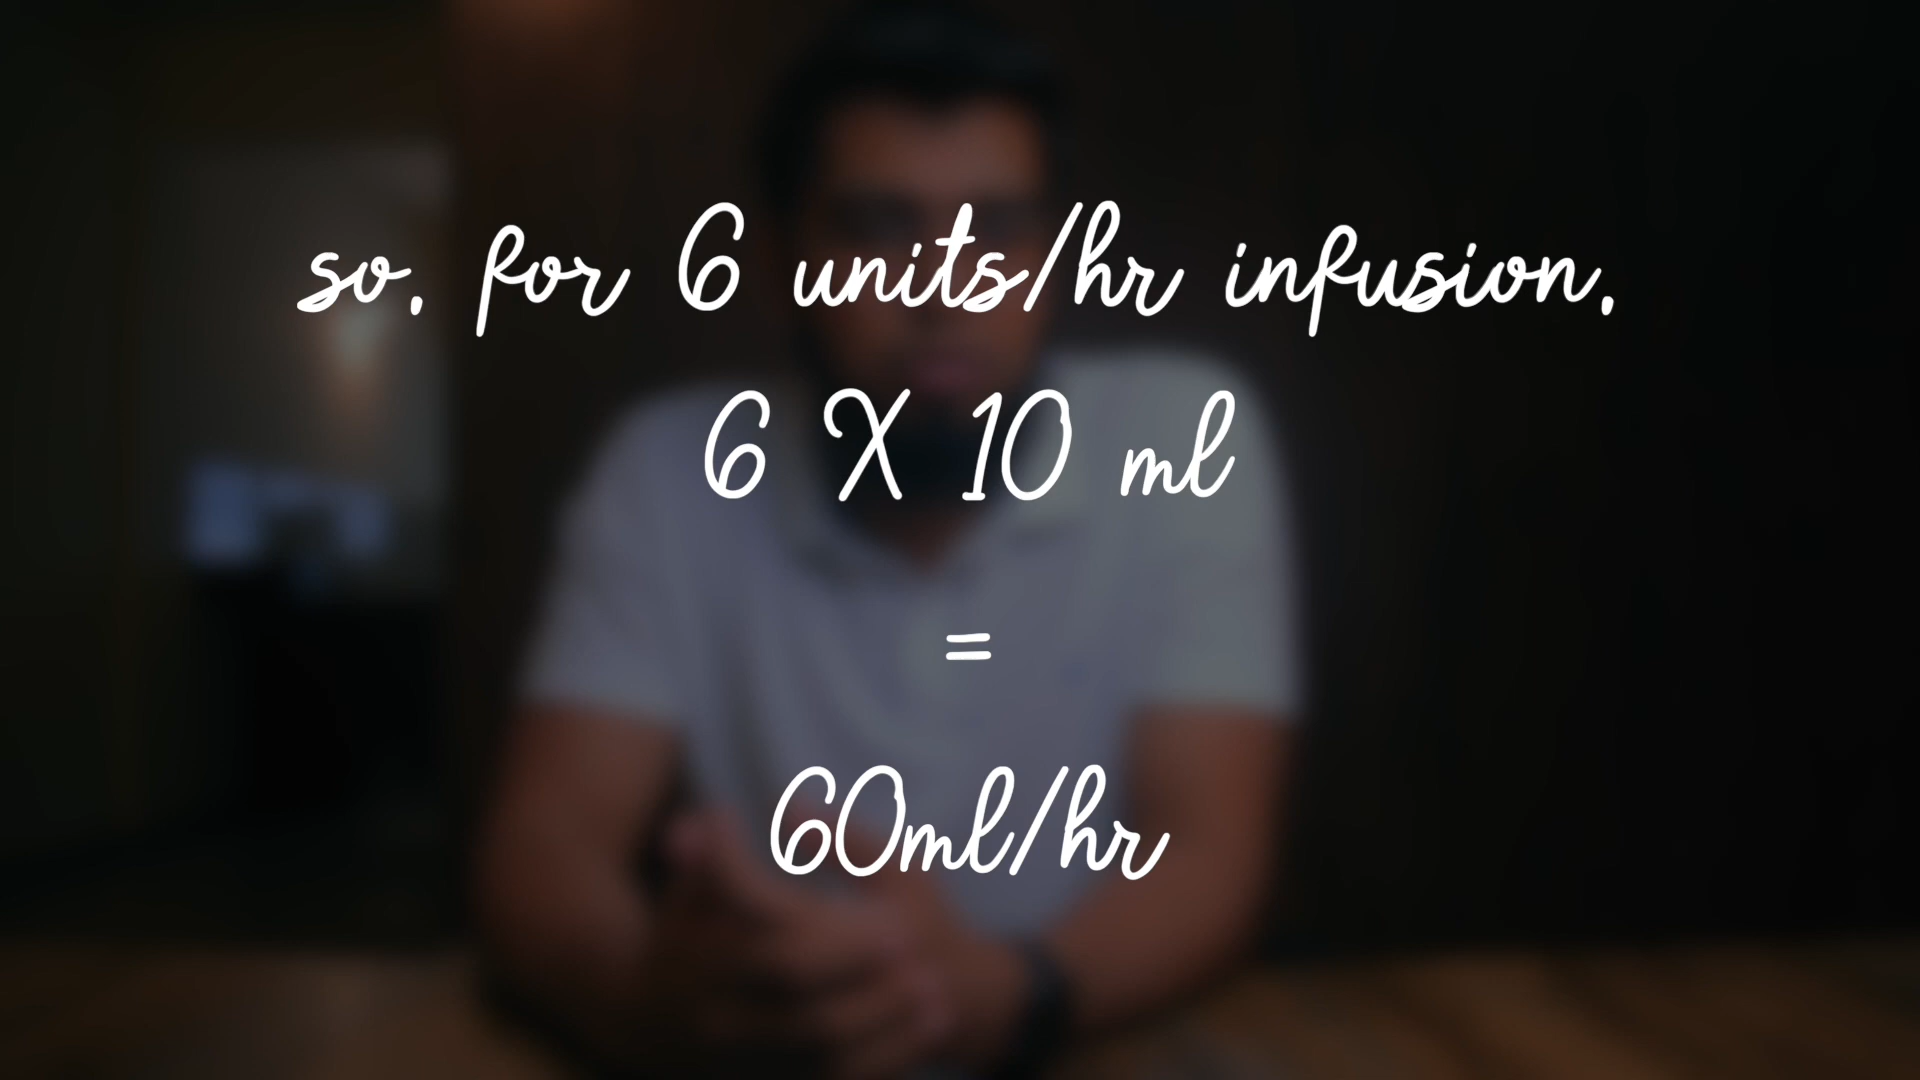 so, for 6 units/hr infusion,
6 X 10 ml
=
60ml/hr